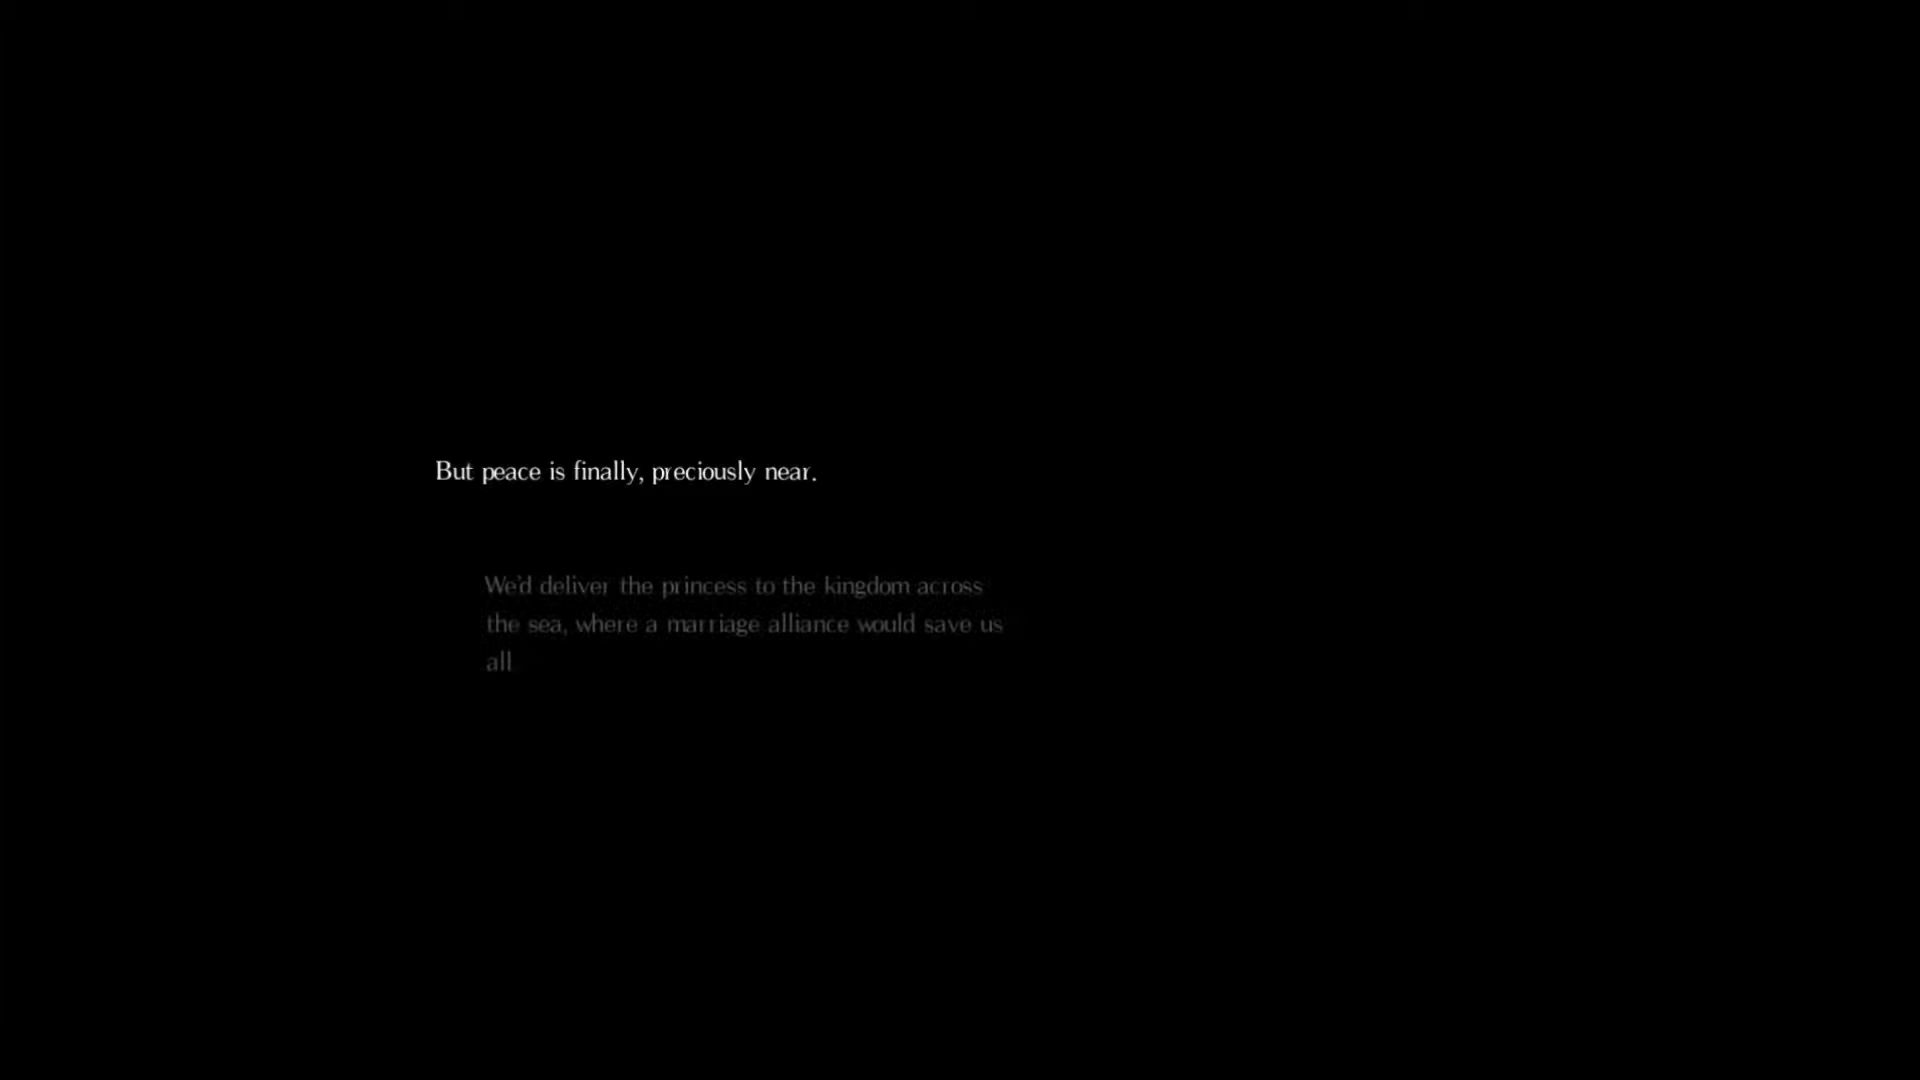 But peace is finally, preciously near.
We'd deliver the princess to the kingdom across
the sea, where a marriage alliance would save us
all